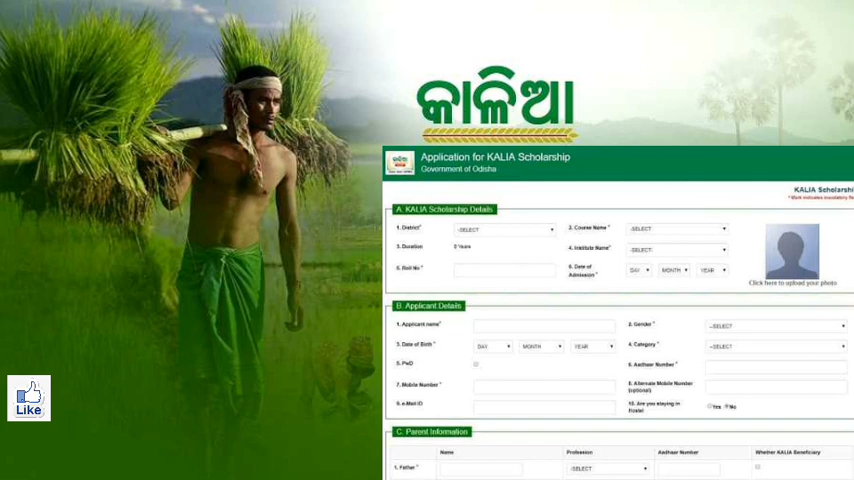 କାଳିଆ
Application for KALIA Scholarship
Government of Odisha
KALIA Scholarshi
A. KALIA Scholarship Details
1. District* -SELECT 2. Course Name * -SELECT
3. Duration 0 Years 4. Institute Name* -SELECT-
5. Roll No * 6. Date of Admission * DAY MONTH YEAR
Click here to upload your photo
B. Applicant Details
1. Applicant name* 2. Gender * --SELECT
3. Date of Birth * DAY MONTH YEAR 4. Category * --SELECT
5. PwD 6. Aadhaar Number *
7. Mobile Number * 8. Alternate Mobile Number (optional)
9. e.Mail ID 10. Are you staying in Hostel Yes No
C. Parent Information
Name Profession Aadhar Number Whether KALIA Beneficiary
1. Father * -SELECT
Like